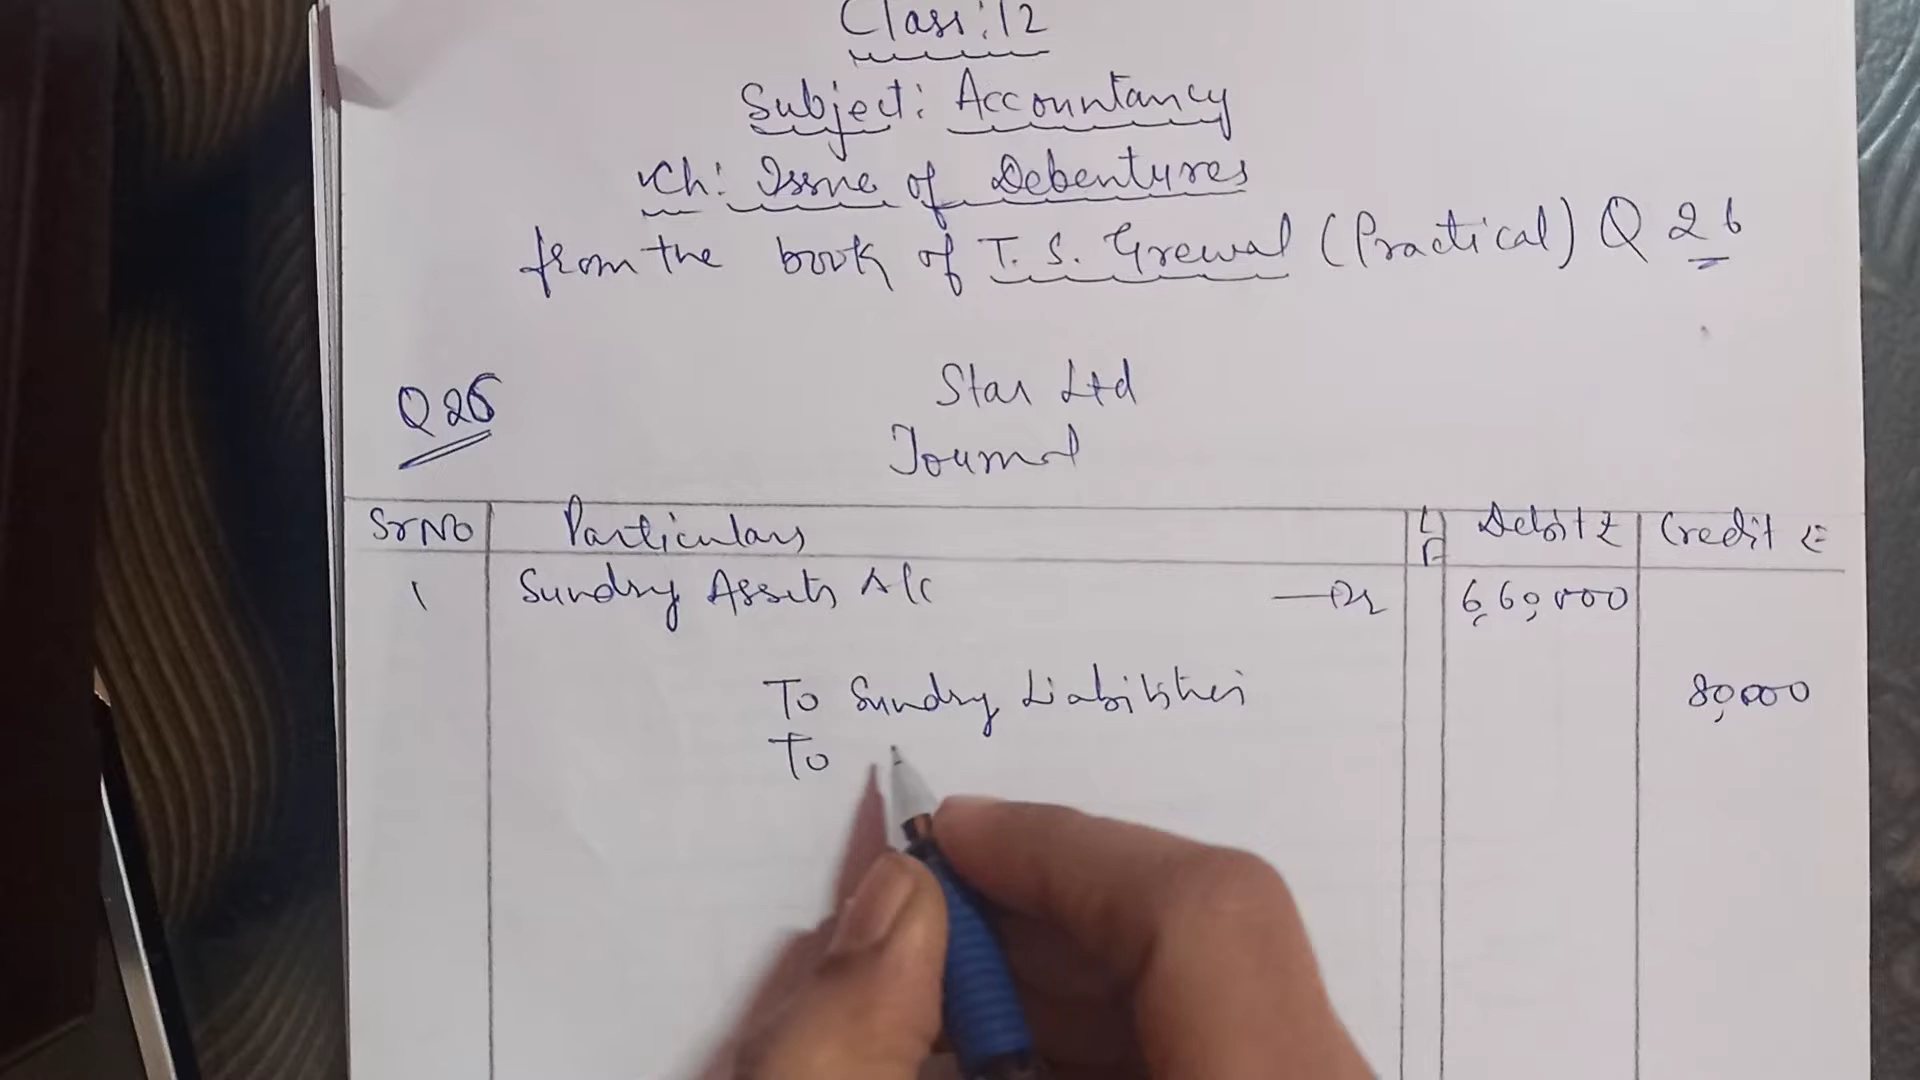 Class: 12
Subject: Accountancy
Ch: Issue of Debentures
from the book of T. S. Grewal (Practical) Q 26
Q 26
Star Ltd
Journal
Sr No Particulars LF Debit ₹ Credit ₹
1 Sundry Assets A/c —Dr 6,60,000
To Sundry Liabilities 80,000
To